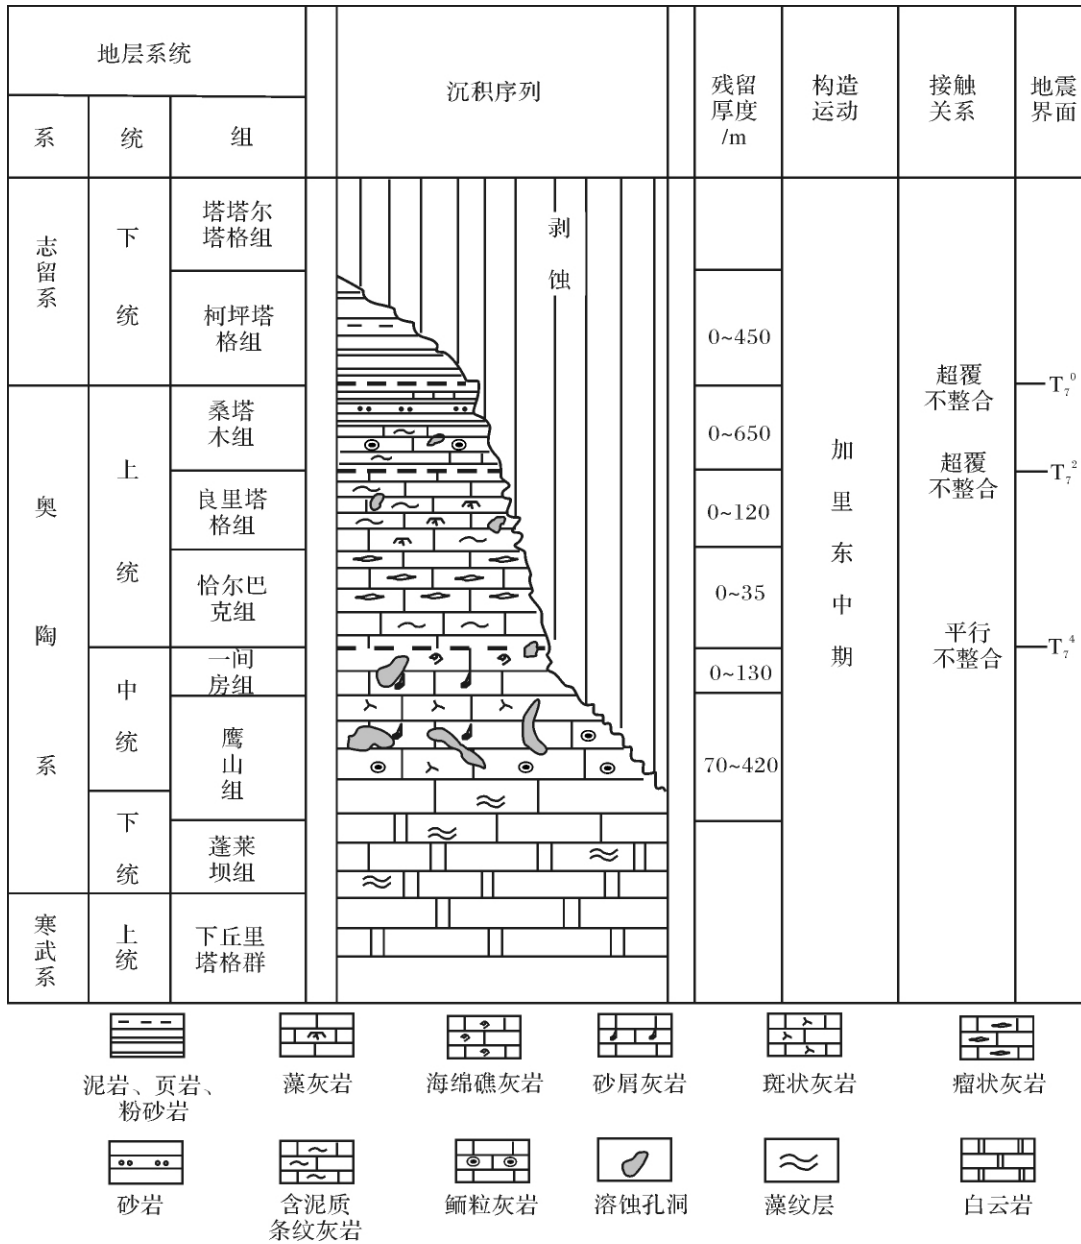 地层系统
系
统
组
沉积序列
残留
厚度
/m
构造
运动
接触
关系
地震
界面
志
留
系
下
统
塔塔尔
塔格组
柯坪塔
格组
剥
蚀
0~450
奥
陶
系
上
统
桑塔
木组
0~650
良里塔
格组
0~120
恰尔巴
克组
0~35
中
统
一间
房组
0~130
鹰
山
组
70~420
下
统
蓬莱
坝组
寒
武
系
上
统
下丘里
塔格群
加
里
东
中
期
超覆
不整合
T₇⁰
超覆
不整合
T₇²
平行
不整合
T₇⁴
泥岩、页岩、
粉砂岩
藻灰岩
海绵礁灰岩
砂屑灰岩
斑状灰岩
瘤状灰岩
砂岩
含泥质
条纹灰岩
鲕粒灰岩
溶蚀孔洞
藻纹层
白云岩